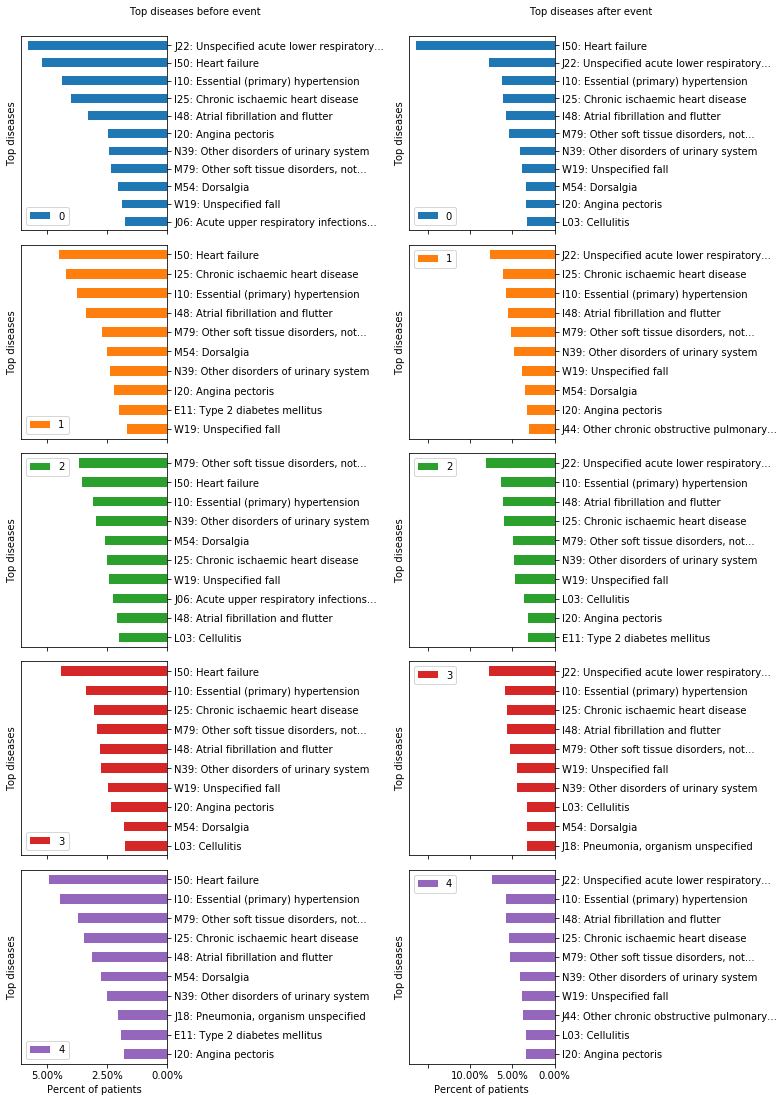 Top diseases before event
Top diseases after event
Top diseases
J22: Unspecified acute lower respiratory...
I50: Heart failure
I10: Essential (primary) hypertension
I25: Chronic ischaemic heart disease
I48: Atrial fibrillation and flutter
I20: Angina pectoris
N39: Other disorders of urinary system
M79: Other soft tissue disorders, not...
M54: Dorsalgia
W19: Unspecified fall
J06: Acute upper respiratory infections...
0
Top diseases
I50: Heart failure
J22: Unspecified acute lower respiratory...
I10: Essential (primary) hypertension
I25: Chronic ischaemic heart disease
I48: Atrial fibrillation and flutter
M79: Other soft tissue disorders, not...
N39: Other disorders of urinary system
W19: Unspecified fall
M54: Dorsalgia
I20: Angina pectoris
L03: Cellulitis
0
Top diseases
I50: Heart failure
I25: Chronic ischaemic heart disease
I10: Essential (primary) hypertension
I48: Atrial fibrillation and flutter
M79: Other soft tissue disorders, not...
M54: Dorsalgia
N39: Other disorders of urinary system
I20: Angina pectoris
E11: Type 2 diabetes mellitus
W19: Unspecified fall
1
Top diseases
1
J22: Unspecified acute lower respiratory...
I25: Chronic ischaemic heart disease
I10: Essential (primary) hypertension
I48: Atrial fibrillation and flutter
M79: Other soft tissue disorders, not...
N39: Other disorders of urinary system
W19: Unspecified fall
M54: Dorsalgia
I20: Angina pectoris
J44: Other chronic obstructive pulmonary...
Top diseases
2
M79: Other soft tissue disorders, not...
I50: Heart failure
I10: Essential (primary) hypertension
N39: Other disorders of urinary system
M54: Dorsalgia
I25: Chronic ischaemic heart disease
W19: Unspecified fall
J06: Acute upper respiratory infections...
I48: Atrial fibrillation and flutter
L03: Cellulitis
Top diseases
2
J22: Unspecified acute lower respiratory...
I10: Essential (primary) hypertension
I48: Atrial fibrillation and flutter
I25: Chronic ischaemic heart disease
M79: Other soft tissue disorders, not...
N39: Other disorders of urinary system
W19: Unspecified fall
L03: Cellulitis
I20: Angina pectoris
E11: Type 2 diabetes mellitus
Top diseases
I50: Heart failure
I10: Essential (primary) hypertension
I25: Chronic ischaemic heart disease
M79: Other soft tissue disorders, not...
I48: Atrial fibrillation and flutter
N39: Other disorders of urinary system
W19: Unspecified fall
I20: Angina pectoris
M54: Dorsalgia
L03: Cellulitis
3
Top diseases
3
J22: Unspecified acute lower respiratory...
I10: Essential (primary) hypertension
I25: Chronic ischaemic heart disease
I48: Atrial fibrillation and flutter
M79: Other soft tissue disorders, not...
W19: Unspecified fall
N39: Other disorders of urinary system
L03: Cellulitis
M54: Dorsalgia
J18: Pneumonia, organism unspecified
Top diseases
I50: Heart failure
I10: Essential (primary) hypertension
M79: Other soft tissue disorders, not...
I25: Chronic ischaemic heart disease
I48: Atrial fibrillation and flutter
M54: Dorsalgia
N39: Other disorders of urinary system
J18: Pneumonia, organism unspecified
E11: Type 2 diabetes mellitus
I20: Angina pectoris
4
5.00% 2.50% 0.00%
Percent of patients
Top diseases
4
J22: Unspecified acute lower respiratory...
I10: Essential (primary) hypertension
I48: Atrial fibrillation and flutter
I25: Chronic ischaemic heart disease
M79: Other soft tissue disorders, not...
N39: Other disorders of urinary system
W19: Unspecified fall
J44: Other chronic obstructive pulmonary...
L03: Cellulitis
I20: Angina pectoris
10.00% 5.00% 0.00%
Percent of patients